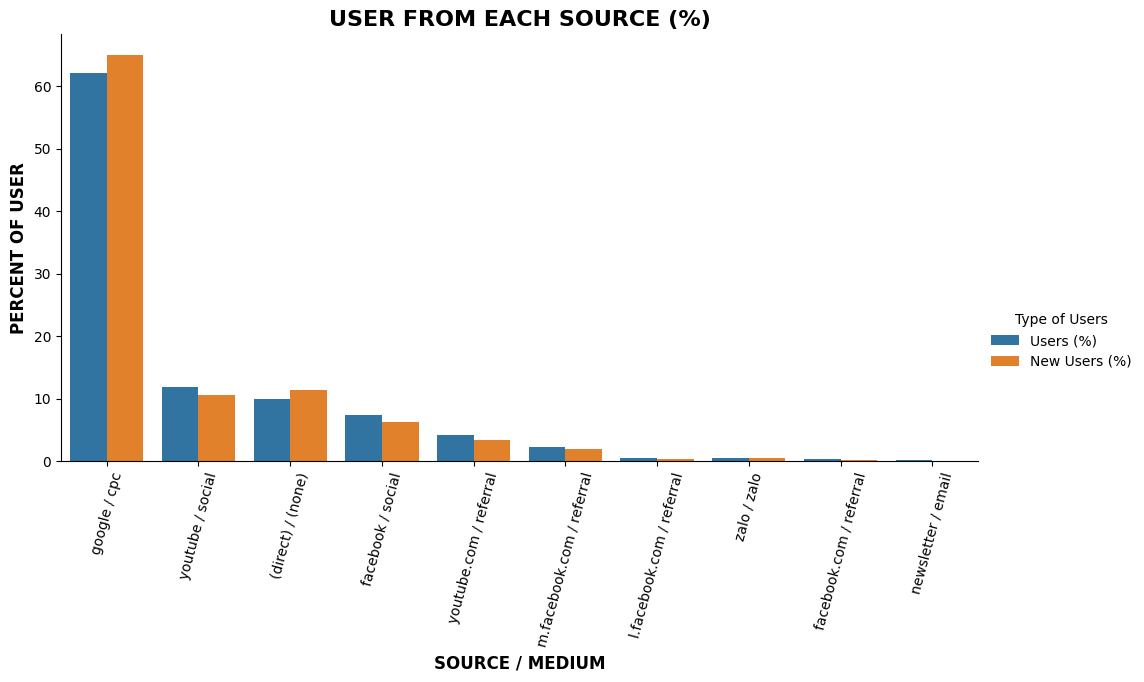 USER FROM EACH SOURCE (%)
PERCENT OF USER
60
50
40
30
20
10
0
google / cpc
youtube / social
(direct) / (none)
facebook / social
youtube.com / referral
m.facebook.com / referral
l.facebook.com / referral
zalo / zalo
facebook.com / referral
newsletter / email
SOURCE / MEDIUM
Type of Users
Users (%)
New Users (%)